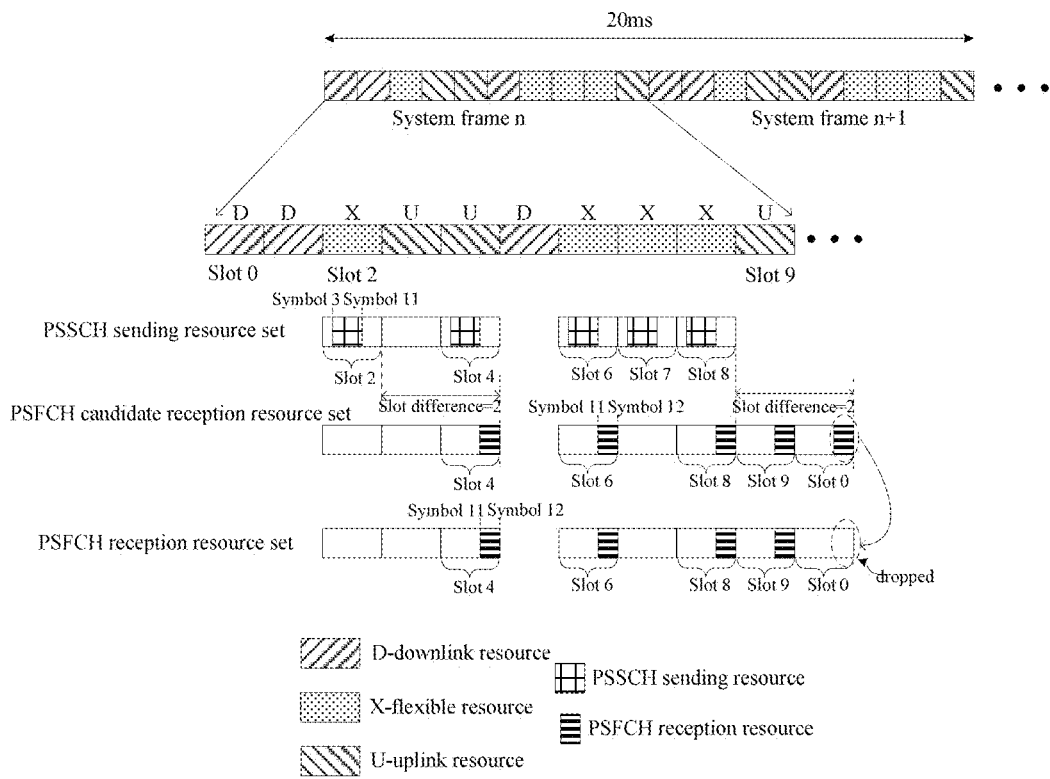 20ms
System frame n
System frame n+1
D D X U U D X X X U
Slot 0
Slot 2
Slot 9
Symbol 3 Symbol 11
PSSCH sending resource set
Slot 2
Slot 4
Slot 6
Slot 7
Slot 8
Slot difference=2
Slot difference=2
PSFCH candidate reception resource set
Symbol 11 Symbol 12
Slot 4
Slot 6
Slot 8
Slot 9
Slot 0
Symbol 11 Symbol 12
PSFCH reception resource set
Slot 4
Slot 6
Slot 8
Slot 9
Slot 0
dropped
D-downlink resource
X-flexible resource
U-uplink resource
PSSCH sending resource
PSFCH reception resource